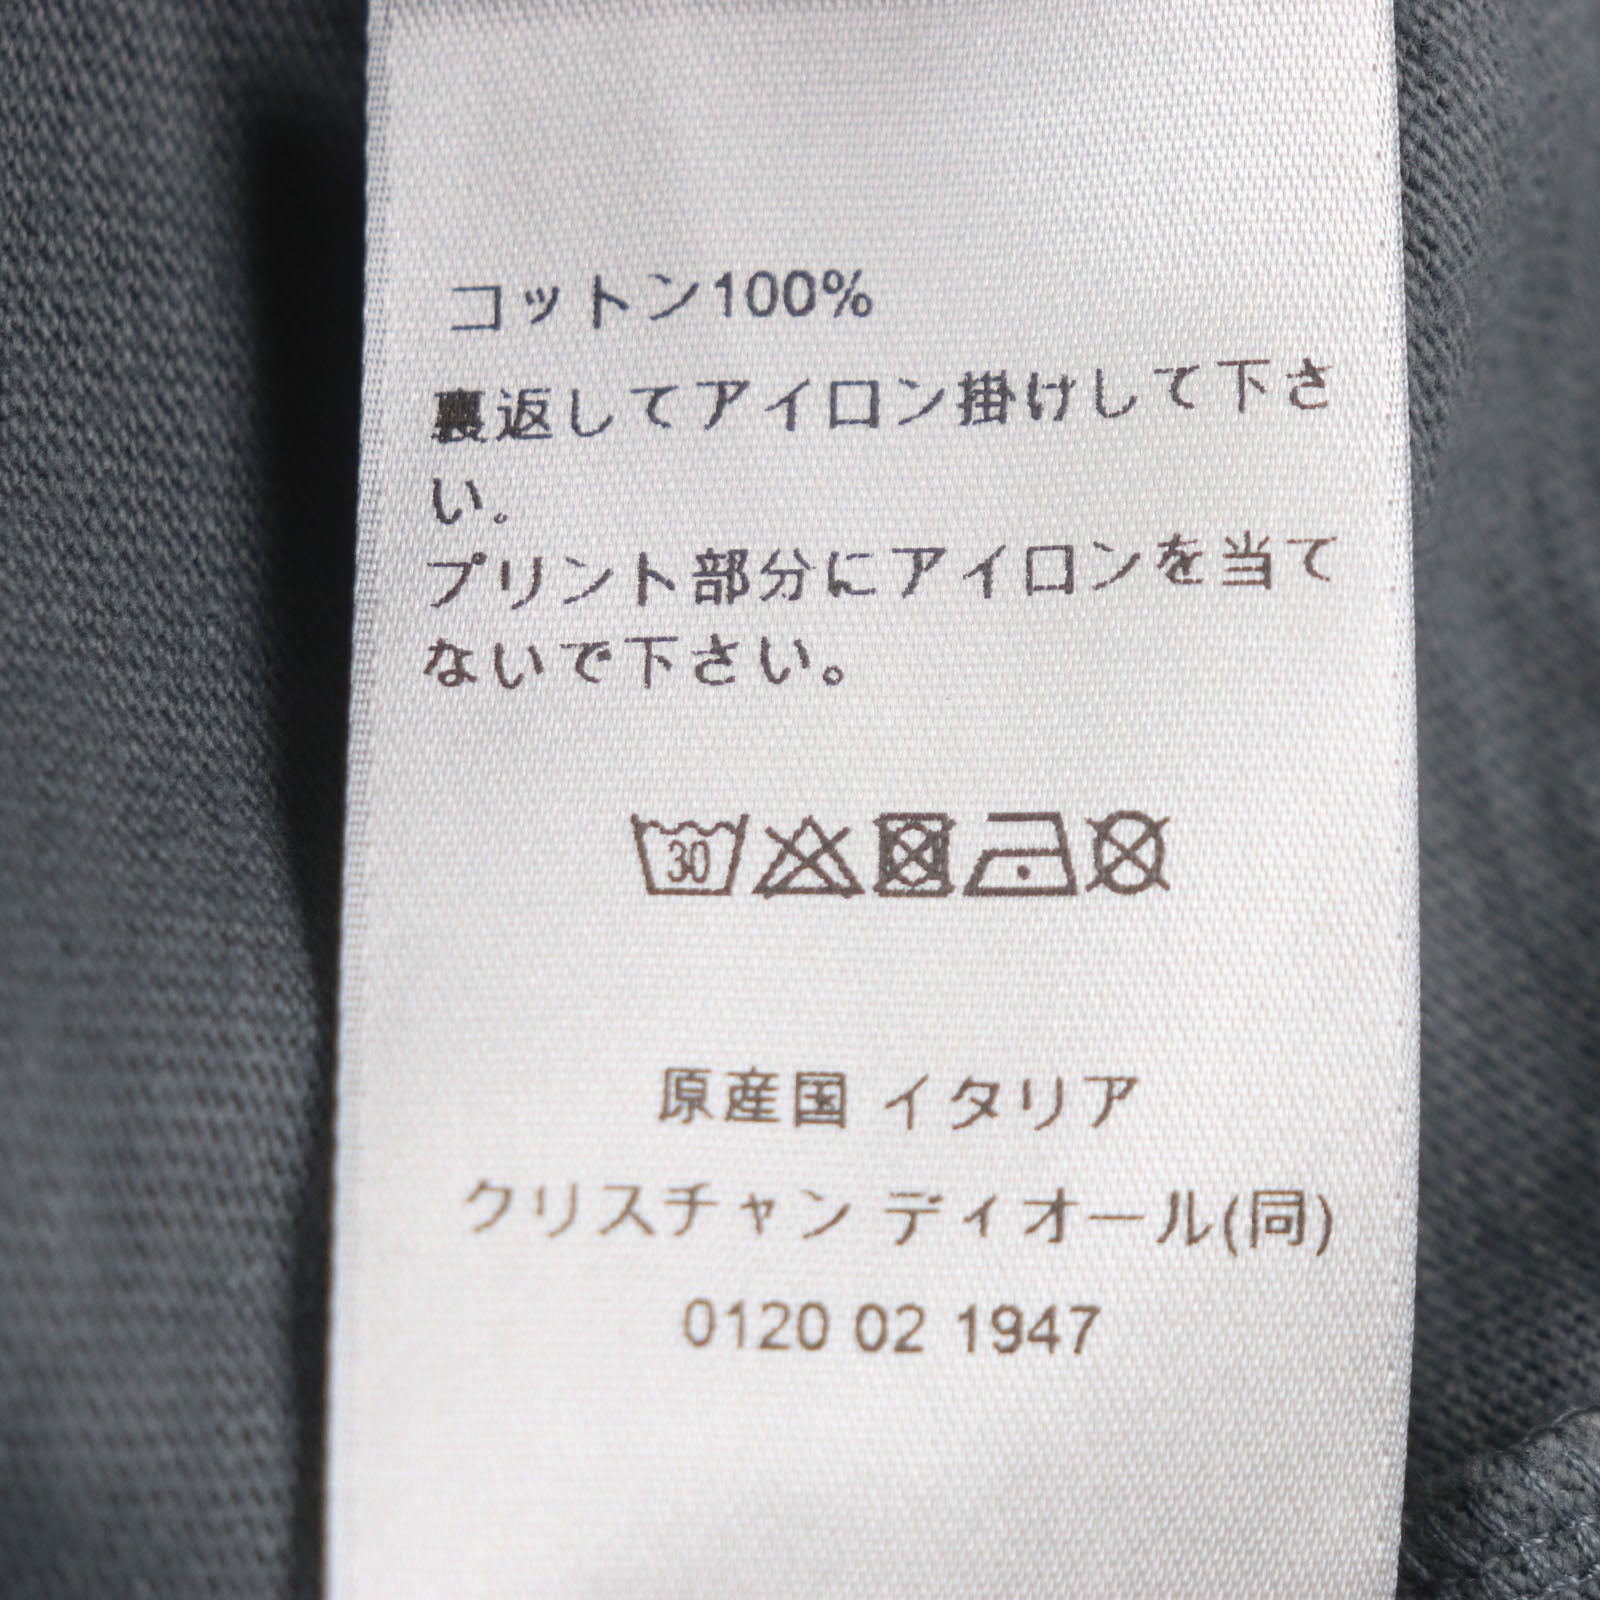 コットン100%
裏返してアイロン掛けして下さ
い。
プリント部分にアイロンを当て
ないで下さい。
30
原産国 イタリア
クリスチャン ディオール(同)
0120 02 1947